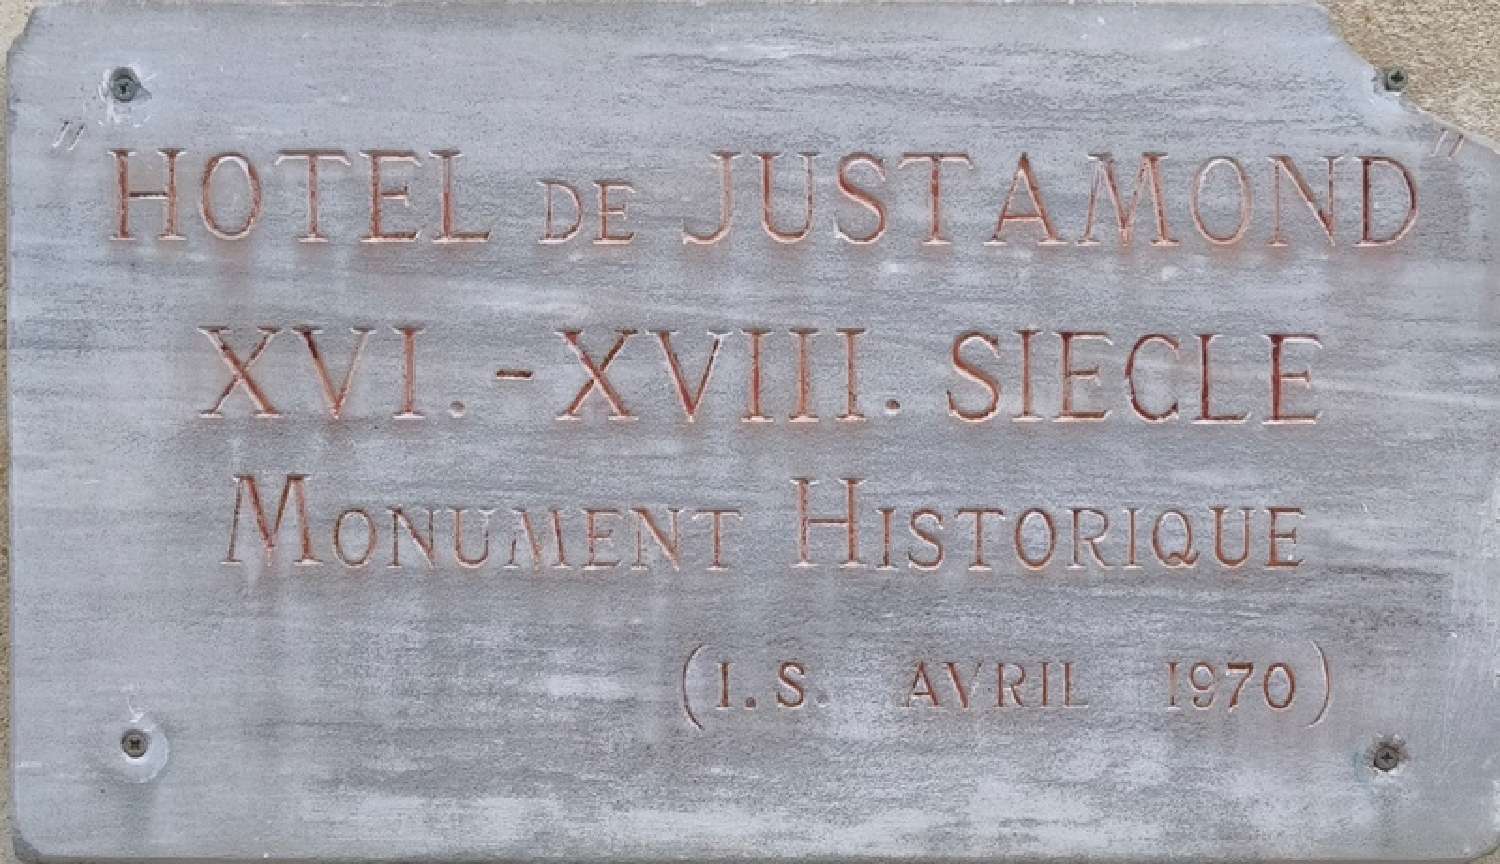 "HOTEL DE JUSTAMOND"
XVI.-XVIII. SIECLE
MONUMENT HISTORIQUE
(I.S. AVRIL 1970)